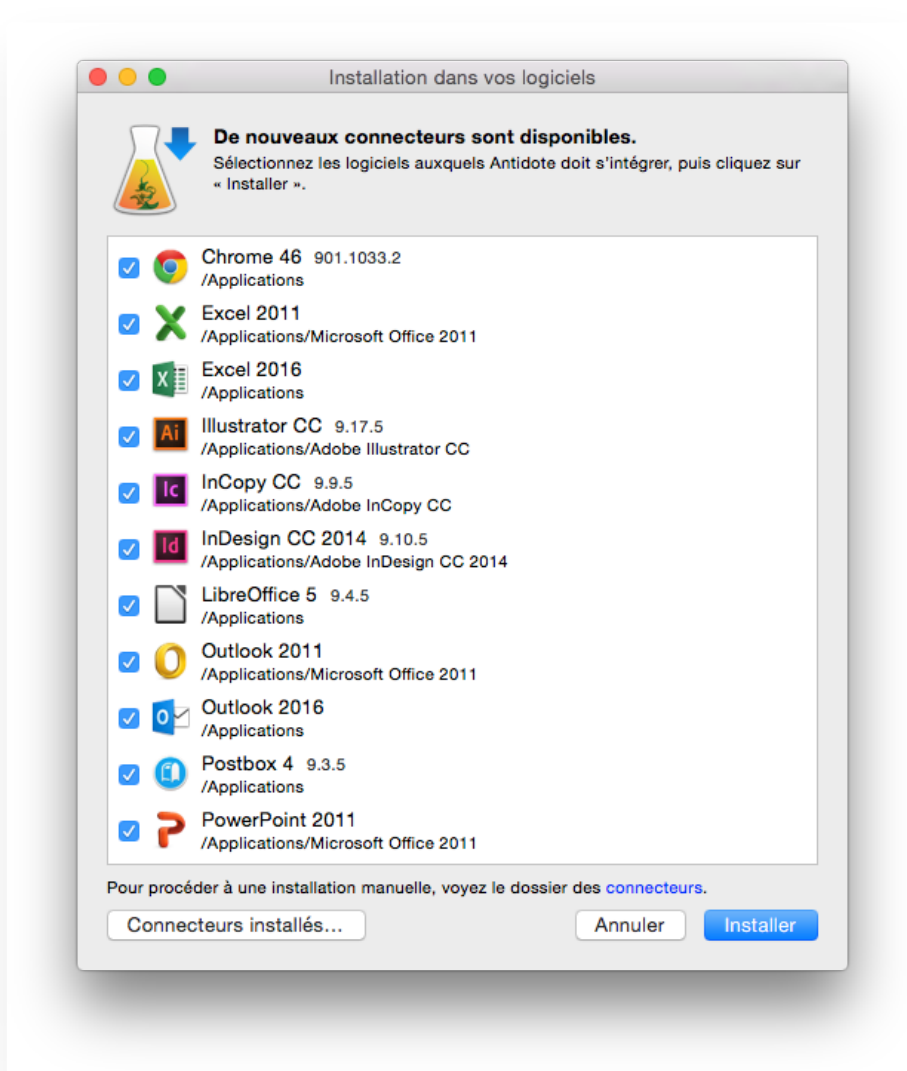 Installation dans vos logiciels
De nouveaux connecteurs sont disponibles.
Sélectionnez les logiciels auxquels Antidote doit s'intégrer, puis cliquez sur
« Installer ».
Chrome 46 901.1033.2
/Applications
Excel 2011
/Applications/Microsoft Office 2011
Excel 2016
/Applications
Ai
Illustrator CC 9.17.5
/Applications/Adobe Illustrator CC
Ic
InCopy CC 9.9.5
/Applications/Adobe InCopy CC
Id
InDesign CC 2014 9.10.5
/Applications/Adobe InDesign CC 2014
LibreOffice 5 9.4.5
/Applications
Outlook 2011
/Applications/Microsoft Office 2011
Outlook 2016
/Applications
Postbox 4 9.3.5
/Applications
PowerPoint 2011
/Applications/Microsoft Office 2011
Pour procéder à une installation manuelle, voyez le dossier des connecteurs.
Connecteurs installés... Annuler Installer